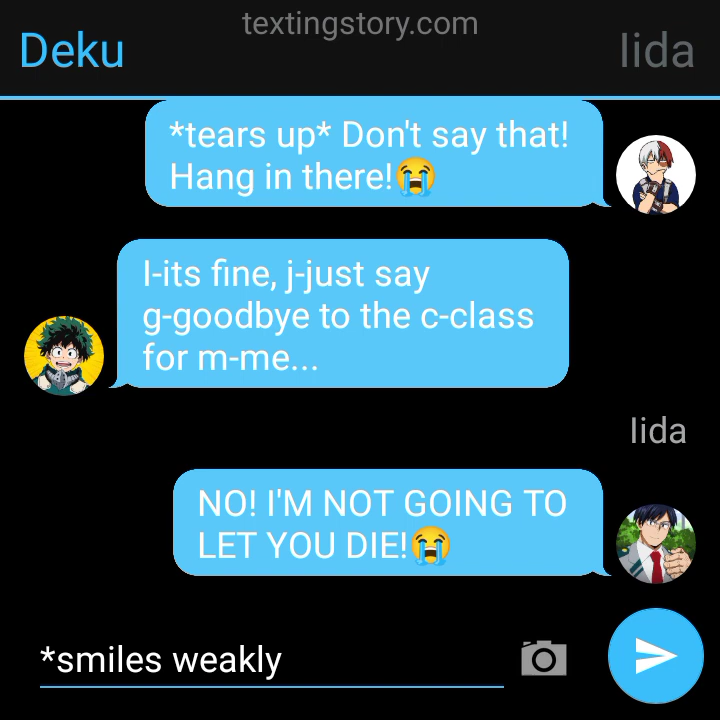 textingstory.com
Deku
Iida
*tears up* Don't say that!
Hang in there!😭
I-its fine, j-just say
g-goodbye to the c-class
for m-me...
Iida
NO! I'M NOT GOING TO
LET YOU DIE!😭
*smiles weakly